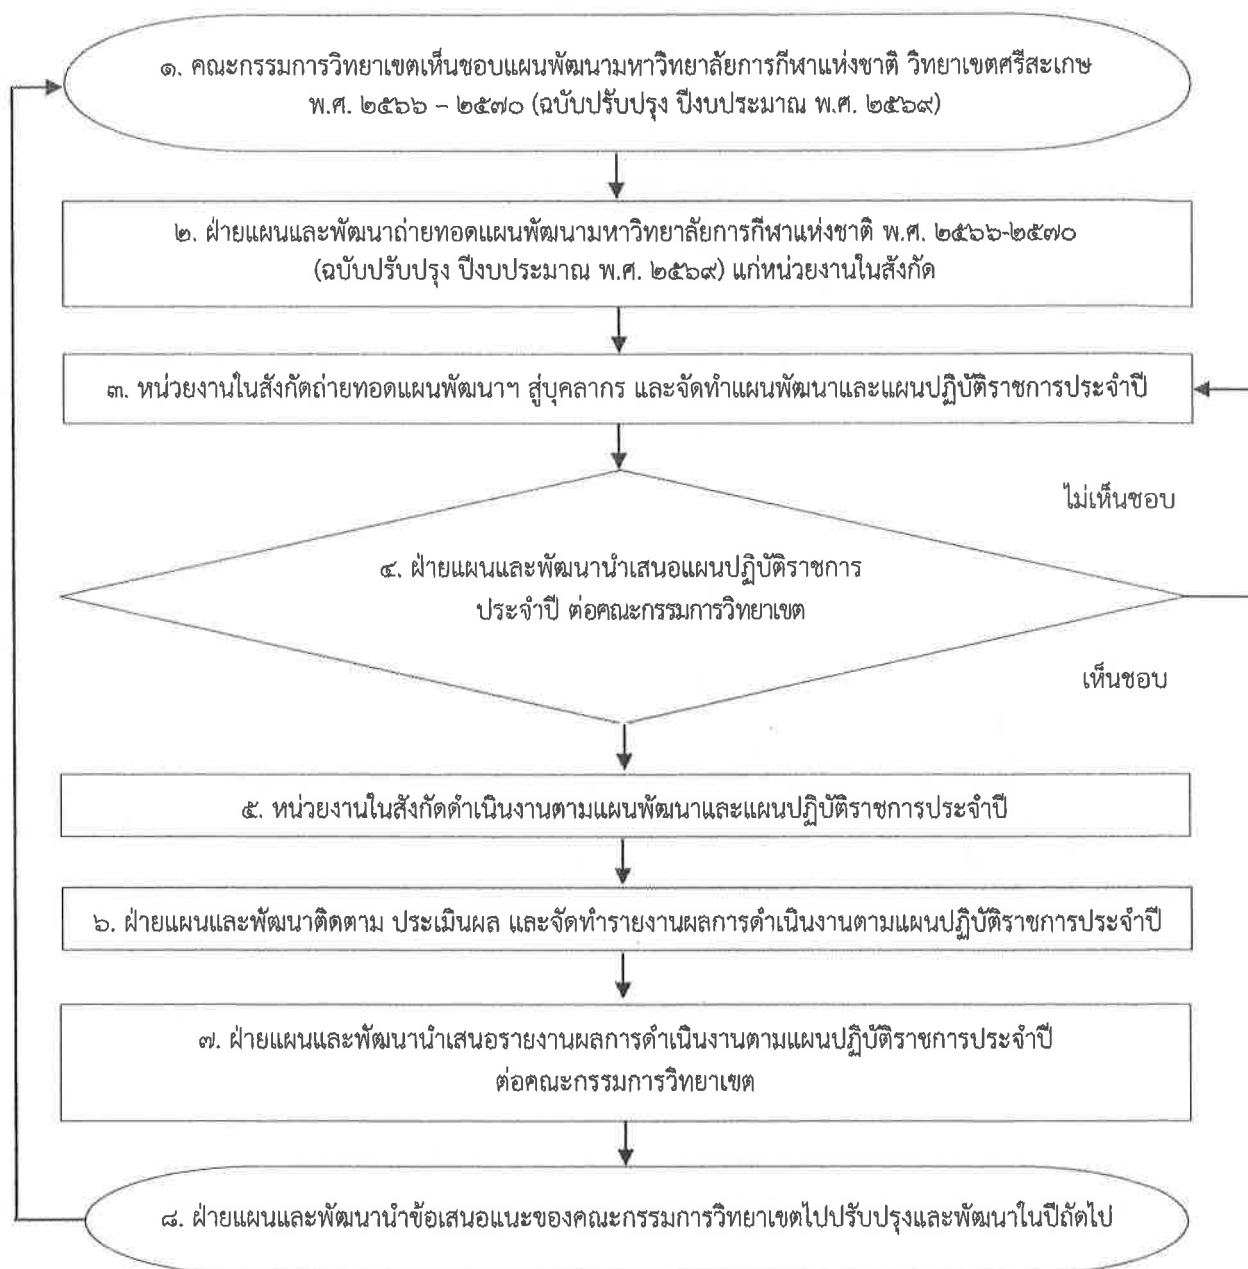 ๑. คณะกรรมการวิทยาเขตเห็นชอบแผนพัฒนามหาวิทยาลัยการกีฬาแห่งชาติ วิทยาเขตศรีสะเกษ
พ.ศ. ๒๕๖๖ – ๒๕๗๐ (ฉบับปรับปรุง ปีงบประมาณ พ.ศ. ๒๕๖๙)
๒. ฝ่ายแผนและพัฒนาถ่ายทอดแผนพัฒนามหาวิทยาลัยการกีฬาแห่งชาติ พ.ศ. ๒๕๖๖-๒๕๗๐
(ฉบับปรับปรุง ปีงบประมาณ พ.ศ. ๒๕๖๙) แก่หน่วยงานในสังกัด
๓. หน่วยงานในสังกัดถ่ายทอดแผนพัฒนาฯ สู่บุคลากร และจัดทำแผนพัฒนาและแผนปฏิบัติราชการประจำปี
ไม่เห็นชอบ
๔. ฝ่ายแผนและพัฒนานำเสนอแผนปฏิบัติราชการ
ประจำปี ต่อคณะกรรมการวิทยาเขต
เห็นชอบ
๕. หน่วยงานในสังกัดดำเนินงานตามแผนพัฒนาและแผนปฏิบัติราชการประจำปี
๖. ฝ่ายแผนและพัฒนาติดตาม ประเมินผล และจัดทำรายงานผลการดำเนินงานตามแผนปฏิบัติราชการประจำปี
๗. ฝ่ายแผนและพัฒนานำเสนอรายงานผลการดำเนินงานตามแผนปฏิบัติราชการประจำปี
ต่อคณะกรรมการวิทยาเขต
๘. ฝ่ายแผนและพัฒนานำข้อเสนอแนะของคณะกรรมการวิทยาเขตไปปรับปรุงและพัฒนาในปีถัดไป